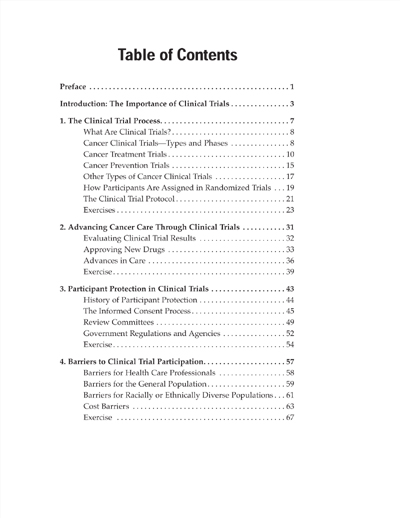 Table of Contents
Preface . . . . . . . . . . . . . . . . . . . . . . . . . . . . . . . . . . . . . . . . . . . . . . . . . . . . 1
Introduction: The Importance of Clinical Trials . . . . . . . . . . . . . . . 3
1. The Clinical Trial Process. . . . . . . . . . . . . . . . . . . . . . . . . . . . . . . . . 7
What Are Clinical Trials? . . . . . . . . . . . . . . . . . . . . . . . . . . . . . . 8
Cancer Clinical Trials—Types and Phases . . . . . . . . . . . . . . . 8
Cancer Treatment Trials . . . . . . . . . . . . . . . . . . . . . . . . . . . . . . 10
Cancer Prevention Trials . . . . . . . . . . . . . . . . . . . . . . . . . . . . . 15
Other Types of Cancer Clinical Trials . . . . . . . . . . . . . . . . . . 17
How Participants Are Assigned in Randomized Trials . . . 19
The Clinical Trial Protocol . . . . . . . . . . . . . . . . . . . . . . . . . . . . 21
Exercises . . . . . . . . . . . . . . . . . . . . . . . . . . . . . . . . . . . . . . . . . . . 23
2. Advancing Cancer Care Through Clinical Trials . . . . . . . . . . . 31
Evaluating Clinical Trial Results . . . . . . . . . . . . . . . . . . . . . . 32
Approving New Drugs . . . . . . . . . . . . . . . . . . . . . . . . . . . . . . 33
Advances in Care . . . . . . . . . . . . . . . . . . . . . . . . . . . . . . . . . . . 36
Exercise . . . . . . . . . . . . . . . . . . . . . . . . . . . . . . . . . . . . . . . . . . . . 39
3. Participant Protection in Clinical Trials . . . . . . . . . . . . . . . . . . . 43
History of Participant Protection . . . . . . . . . . . . . . . . . . . . . . 44
The Informed Consent Process . . . . . . . . . . . . . . . . . . . . . . . . 45
Review Committees . . . . . . . . . . . . . . . . . . . . . . . . . . . . . . . . . 49
Government Regulations and Agencies . . . . . . . . . . . . . . . . 52
Exercise . . . . . . . . . . . . . . . . . . . . . . . . . . . . . . . . . . . . . . . . . . . . 54
4. Barriers to Clinical Trial Participation. . . . . . . . . . . . . . . . . . . . . 57
Barriers for Health Care Professionals . . . . . . . . . . . . . . . . . 58
Barriers for the General Population . . . . . . . . . . . . . . . . . . . . 59
Barriers for Racially or Ethnically Diverse Populations . . . 61
Cost Barriers . . . . . . . . . . . . . . . . . . . . . . . . . . . . . . . . . . . . . . . 63
Exercise . . . . . . . . . . . . . . . . . . . . . . . . . . . . . . . . . . . . . . . . . . . 67